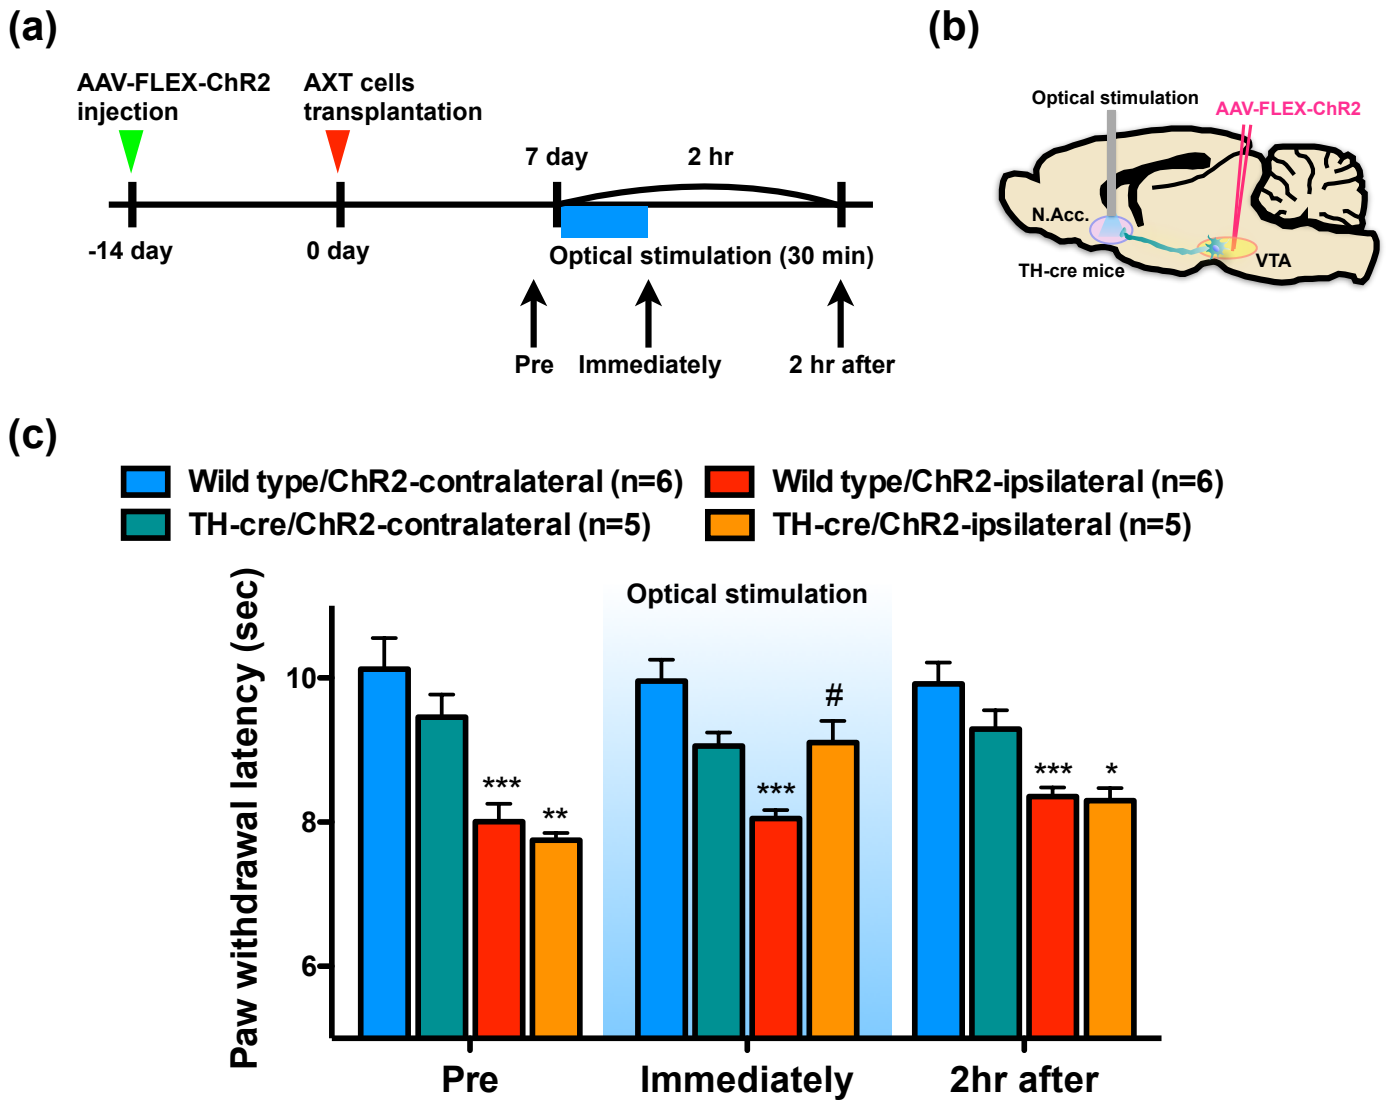 (a)
AAV-FLEX-ChR2
injection
AXT cells
transplantation
7 day
2 hr
-14 day
0 day
Optical stimulation (30 min)
Pre
Immediately
2 hr after
(b)
Optical stimulation
AAV-FLEX-ChR2
N.Acc.
VTA
TH-cre mice
(c)
Wild type/ChR2-contralateral (n=6)
Wild type/ChR2-ipsilateral (n=6)
TH-cre/ChR2-contralateral (n=5)
TH-cre/ChR2-ipsilateral (n=5)
Paw withdrawal latency (sec)
Optical stimulation
10
8
6
***
**
***
#
***
*
Pre
Immediately
2hr after